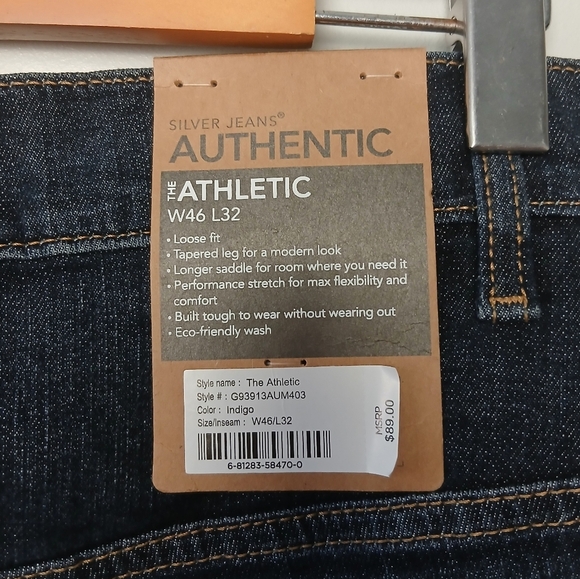 SILVER JEANS®
AUTHENTIC
THE ATHLETIC
W46 L32
• Loose fit
• Tapered leg for a modern look
• Longer saddle for room where you need it
• Performance stretch for max flexibility and
comfort
• Built tough to wear without wearing out
• Eco-friendly wash
Style name : The Athletic
Style # : G93913AUM403
Color : Indigo
Size/Inseam : W46/L32
6-81283-58470-0
MSRP
$89.00